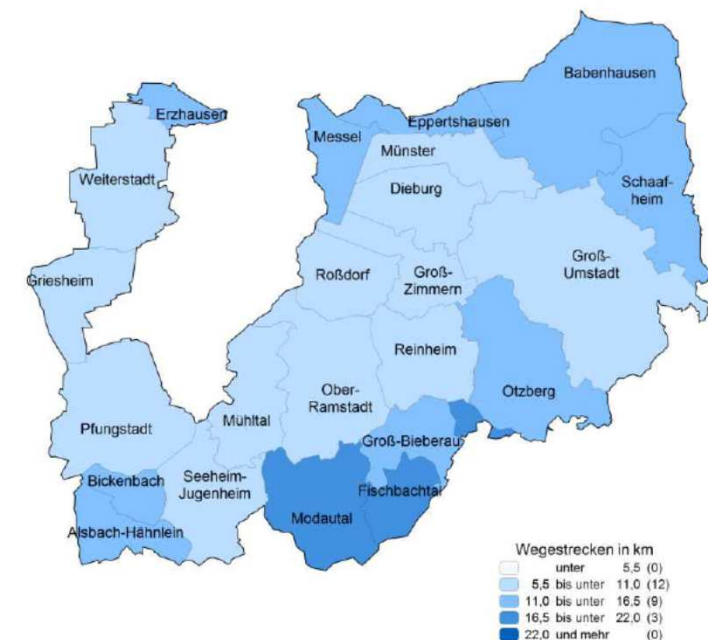 Babenhausen
Erzhausen
Eppertshausen
Messel
Münster
Weiterstadt
Dieburg
Schaaf-
heim
Griesheim
Roßdorf
Groß-
Zimmern
Groß-
Umstadt
Reinheim
Ober-
Ramstadt
Otzberg
Mühltal
Pfungstadt
Groß-Bieberau
Bickenbach
Seeheim-
Jugenheim
Fischbachtal
Modautal
Alsbach-Hähnlein
Wegestrecken in km
unter 5,5 (0)
5,5 bis unter 11,0 (12)
11,0 bis unter 16,5 (9)
16,5 bis unter 22,0 (3)
22,0 und mehr (0)